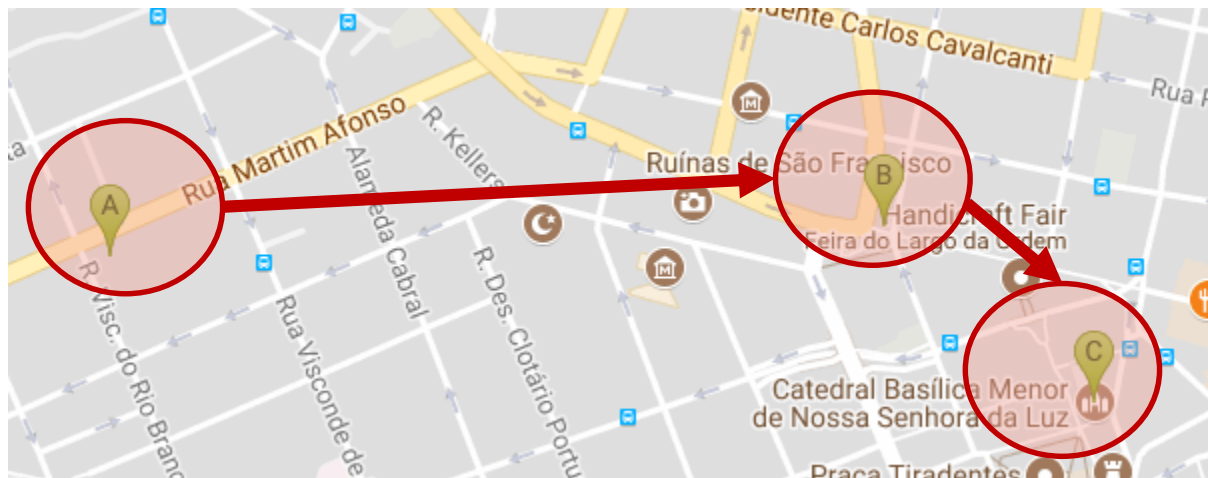 idente Carlos Cavalcanti
Rua
Rua Martim Afonso
R. Kellers
Ruínas de São Francisco
A
B
Alameda Cabral
Handicraft Fair
Feira do Largo da Ordem
R. Visc. do Rio Branc
Rua Visconde de
R. Des. Clotário Portu
C
Catedral Basílica Menor
de Nossa Senhora da Luz
Praça Tiradentes
M
M